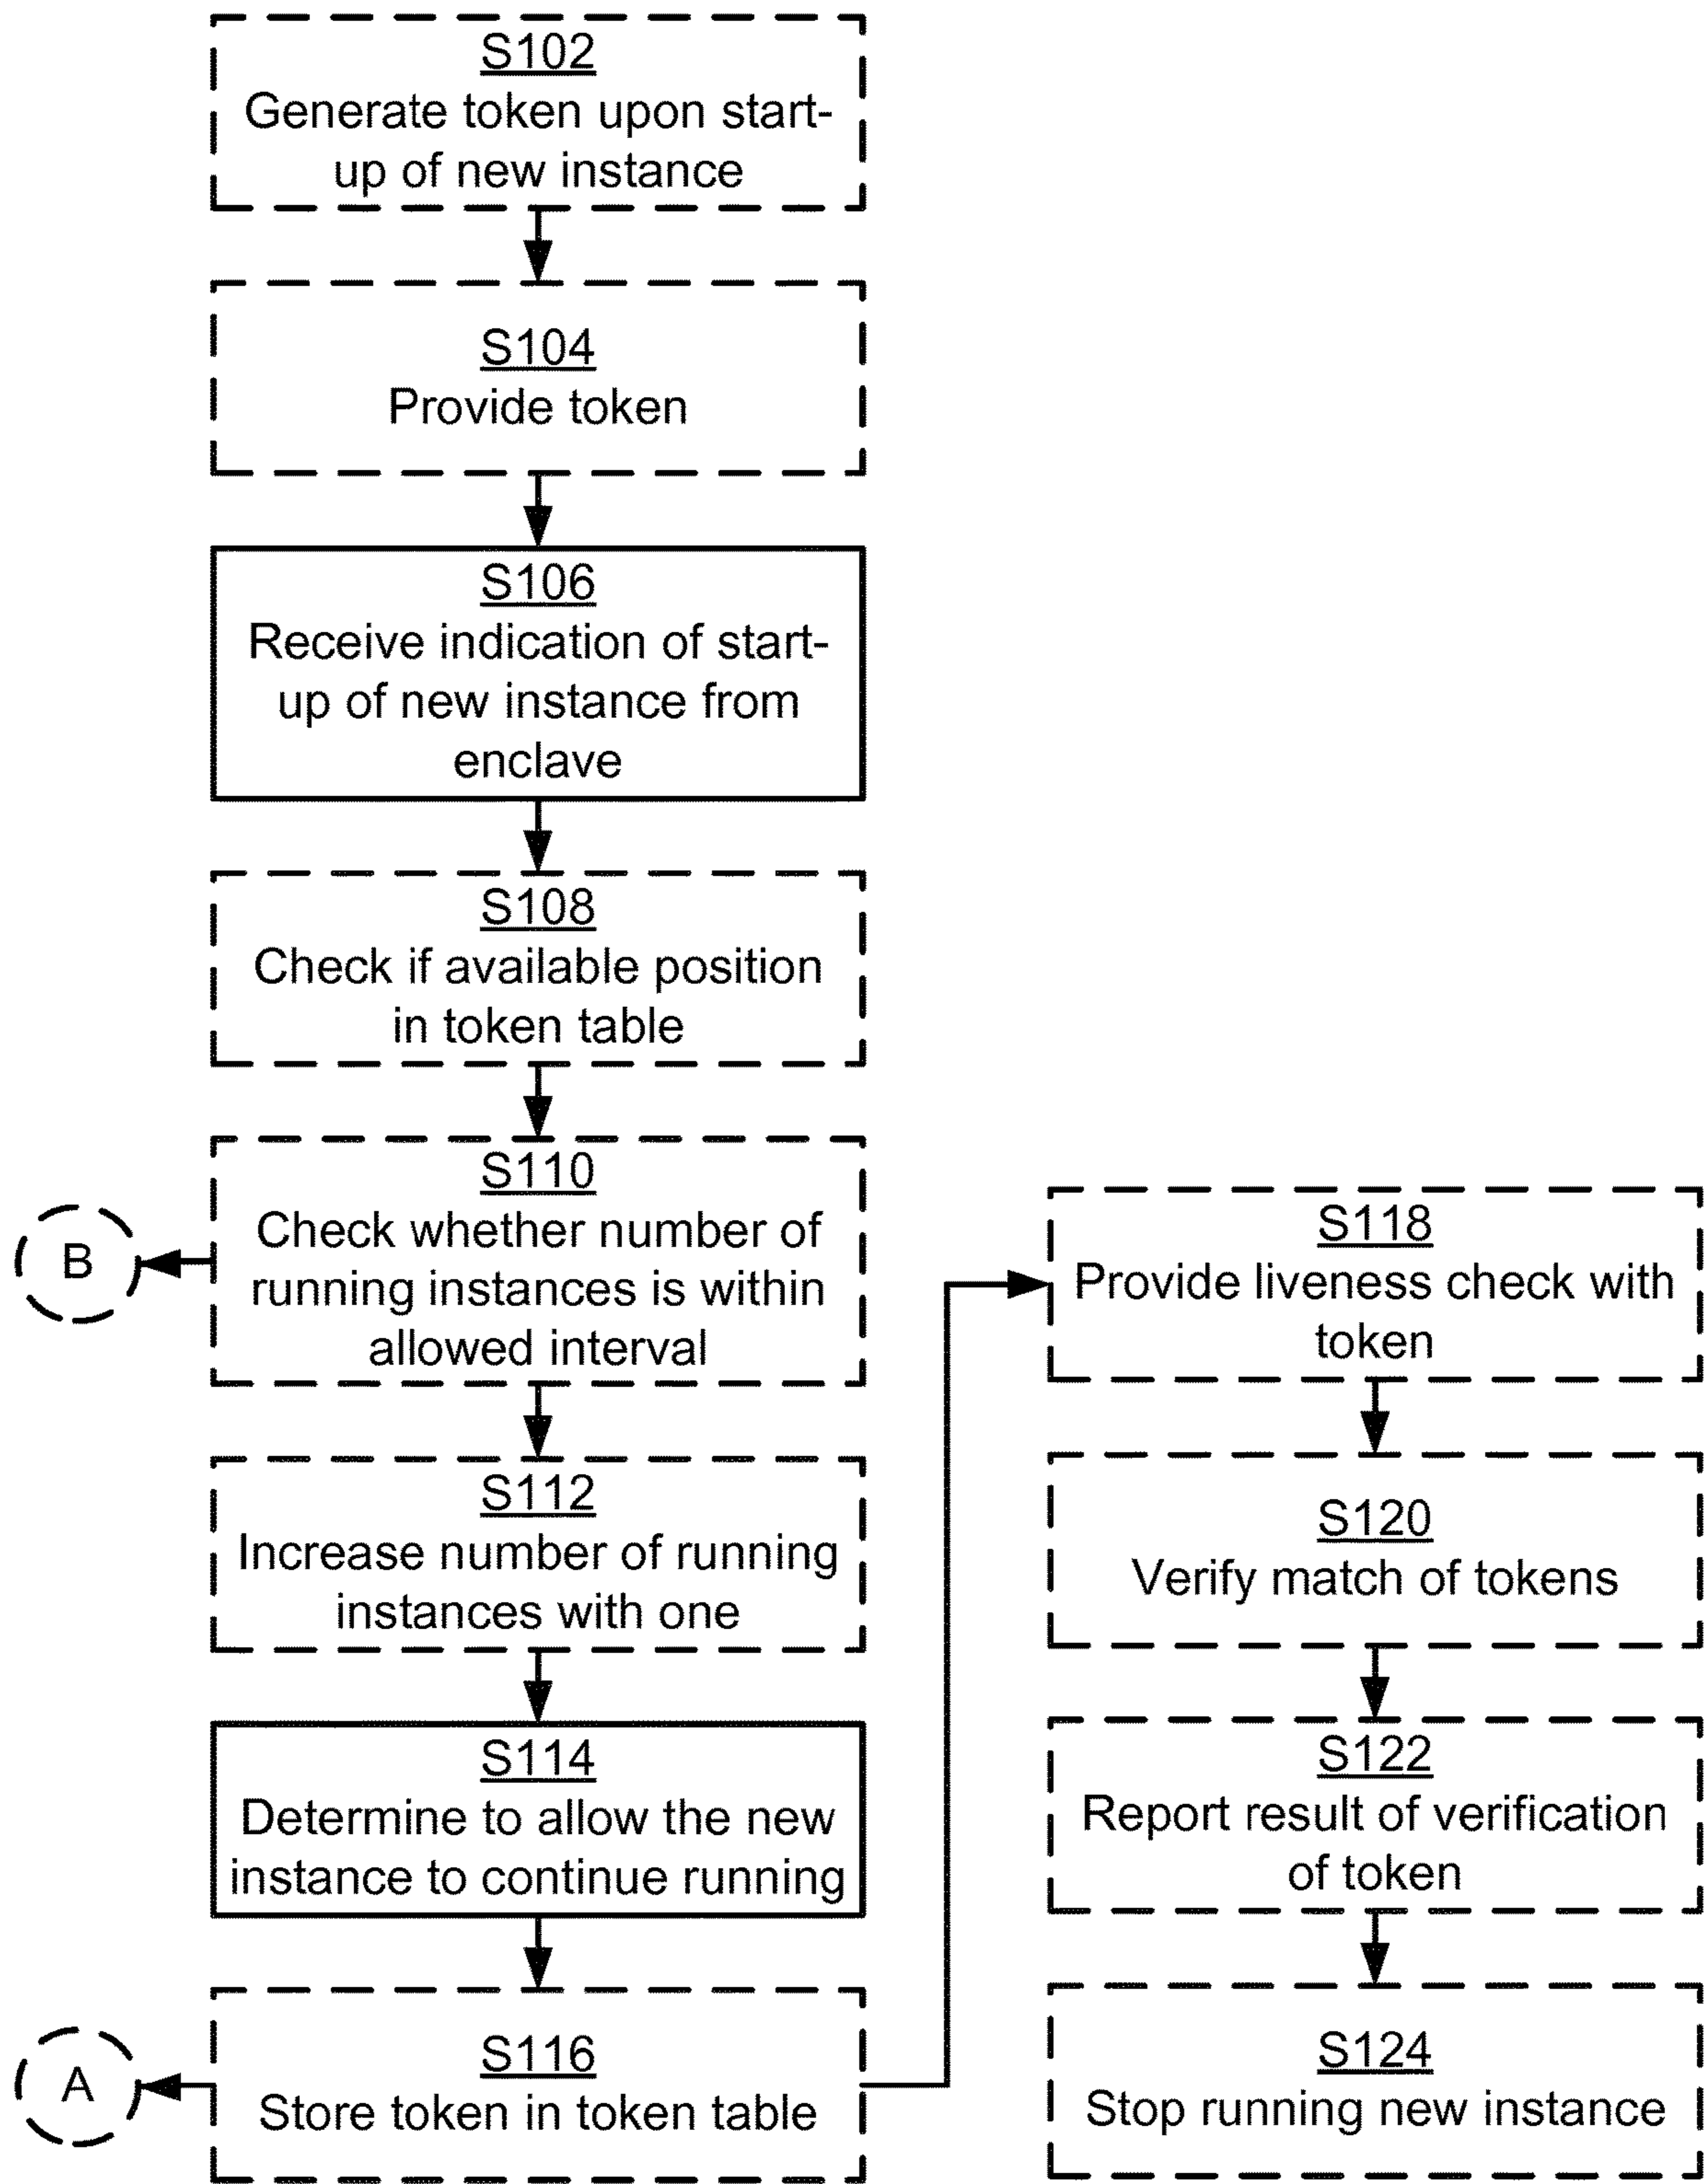 S102
Generate token upon start-
up of new instance
S104
Provide token
S106
Receive indication of start-
up of new instance from
enclave
S108
Check if available position
in token table
S110
Check whether number of
running instances is within
allowed interval
B
S112
Increase number of running
instances with one
S114
Determine to allow the new
instance to continue running
S116
Store token in token table
A
S118
Provide liveness check with
token
S120
Verify match of tokens
S122
Report result of verification
of token
S124
Stop running new instance